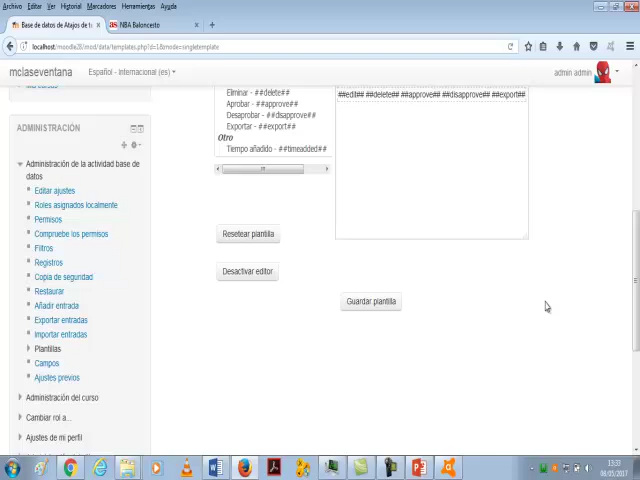 Archivo Editar Ver Historial Marcadores Herramientas Ayuda
Base de datos de Atajos de t
NBA Baloncesto
localhost/moodle28/mod/data/templates.php?d=1&mode=singletemplate
mclaseventana
Español - Internacional (es)
admin admin
Mis cursos
Eliminar - ##delete##
Aprobar - ##approve##
Desaprobar - ##disapprove##
Exportar - ##export##
Otro
Tiempo añadido - ##timeadded##
##edit## ##delete## ##approve## ##disapprove## ##export##
ADMINISTRACIÓN
Administración de la actividad base de
datos
Editar ajustes
Roles asignados localmente
Permisos
Compruebe los permisos
Filtros
Registros
Copia de seguridad
Restaurar
Añadir entrada
Exportar entradas
Importar entradas
Plantillas
Campos
Ajustes previos
Administración del curso
Cambiar rol a...
Ajustes de mi perfil
Resetear plantilla
Desactivar editor
Guardar plantilla
13:37
06/05/2017